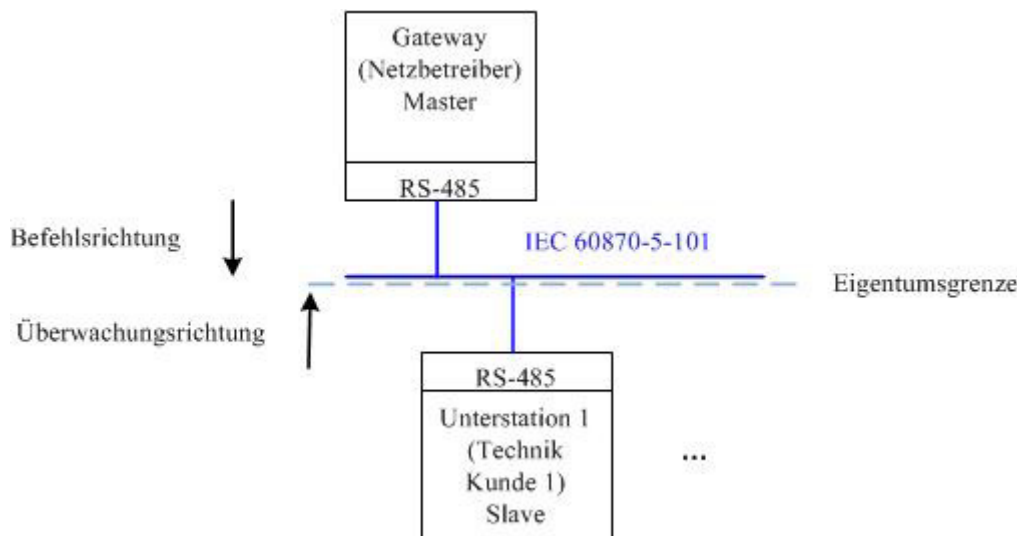 Gateway
(Netzbetreiber)
Master
RS-485
Befehlsrichtung
IEC 60870-5-101
Eigentumsgrenze
Überwachungsrichtung
RS-485
Unterstation 1
(Technik
Kunde 1)
Slave
...